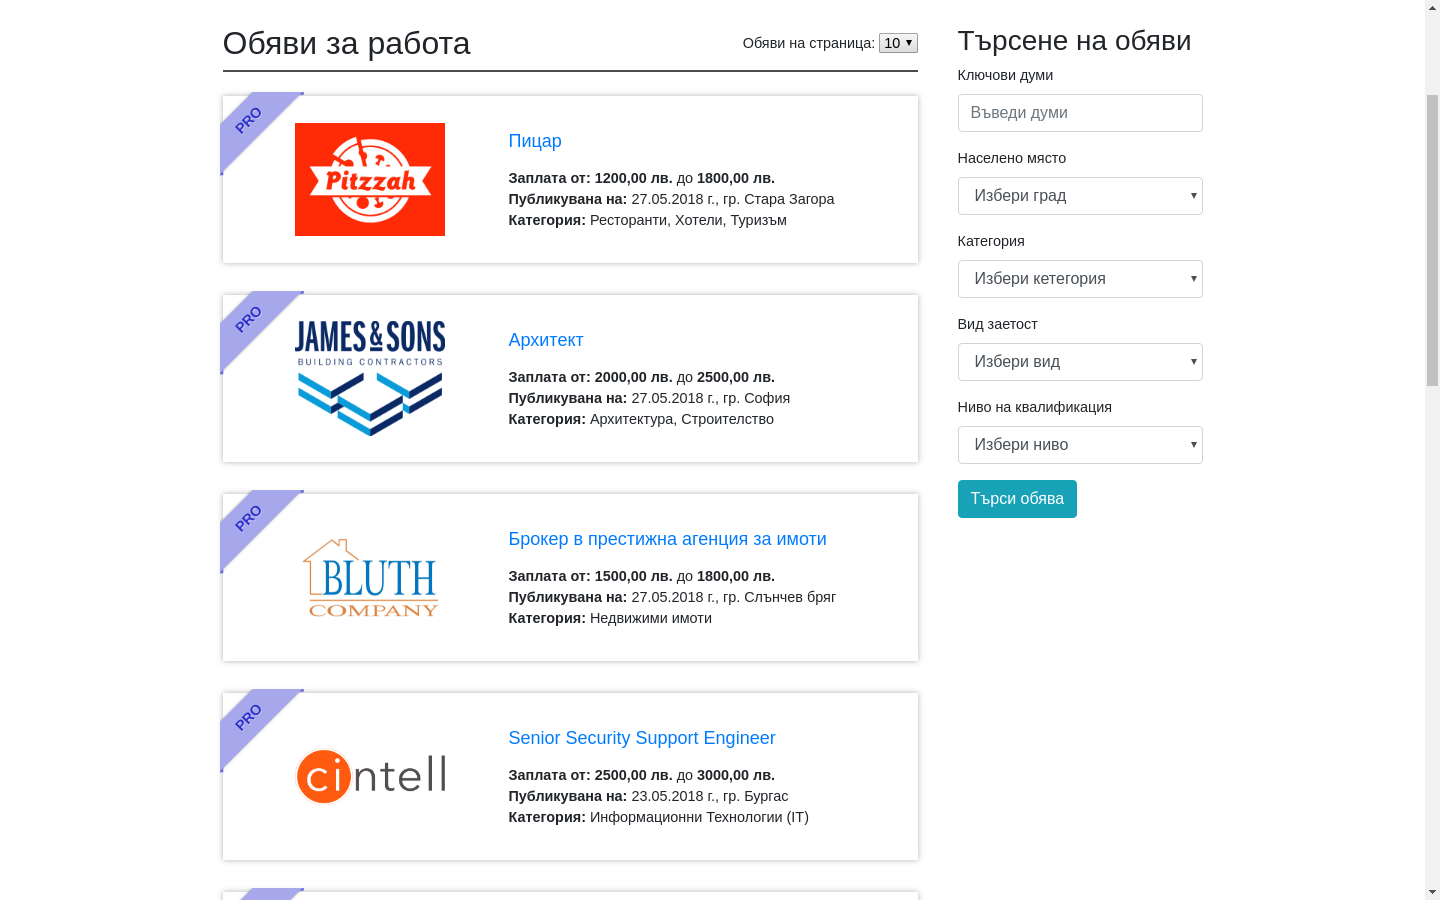 Обяви за работа
Обяви на страница: 10
PRO
Pitzzah
Пицар
Заплата от: 1200,00 лв. до 1800,00 лв.
Публикувана на: 27.05.2018 г., гр. Стара Загора
Категория: Ресторанти, Хотели, Туризъм
PRO
JAMES & SONS
BUILDING CONTRACTORS
Архитект
Заплата от: 2000,00 лв. до 2500,00 лв.
Публикувана на: 27.05.2018 г., гр. София
Категория: Архитектура, Строителство
PRO
BLUTH
COMPANY
Брокер в престижна агенция за имоти
Заплата от: 1500,00 лв. до 1800,00 лв.
Публикувана на: 27.05.2018 г., гр. Слънчев бряг
Категория: Недвижими имоти
PRO
cintell
Senior Security Support Engineer
Заплата от: 2500,00 лв. до 3000,00 лв.
Публикувана на: 23.05.2018 г., гр. Бургас
Категория: Информационни Технологии (IT)
Търсене на обяви
Ключови думи
Въведи думи
Населено място
Избери град
Категория
Избери кетегория
Вид заетост
Избери вид
Ниво на квалификация
Избери ниво
Търси обява